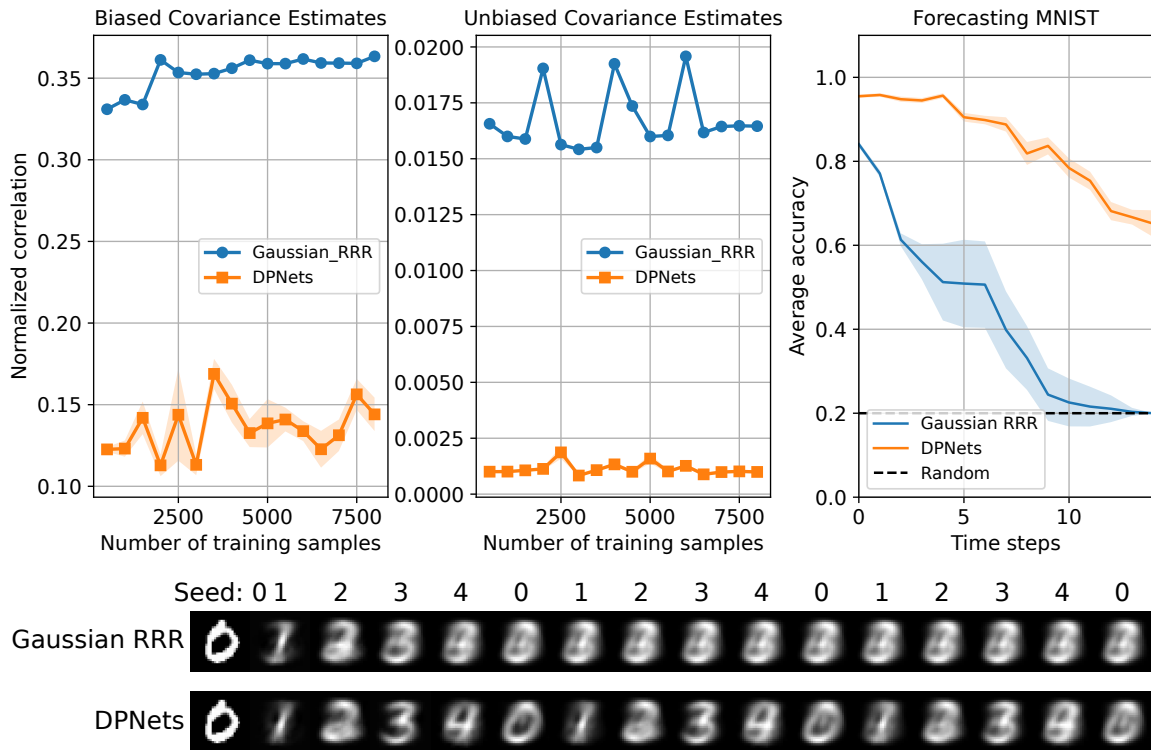 Biased Covariance Estimates
Normalized correlation
0.35
0.30
0.25
0.20
0.15
0.10
Gaussian_RRR
DPNets
2500
5000
7500
Number of training samples
Unbiased Covariance Estimates
0.0200
0.0175
0.0150
0.0125
0.0100
0.0075
0.0050
0.0025
0.0000
Gaussian_RRR
DPNets
2500
5000
7500
Number of training samples
Forecasting MNIST
Average accuracy
1.0
0.8
0.6
0.4
0.2
0.0
Gaussian RRR
DPNets
Random
0
5
10
Time steps
Seed: 0 1 2 3 4 0 1 2 3 4 0 1 2 3 4 0
Gaussian RRR
DPNets